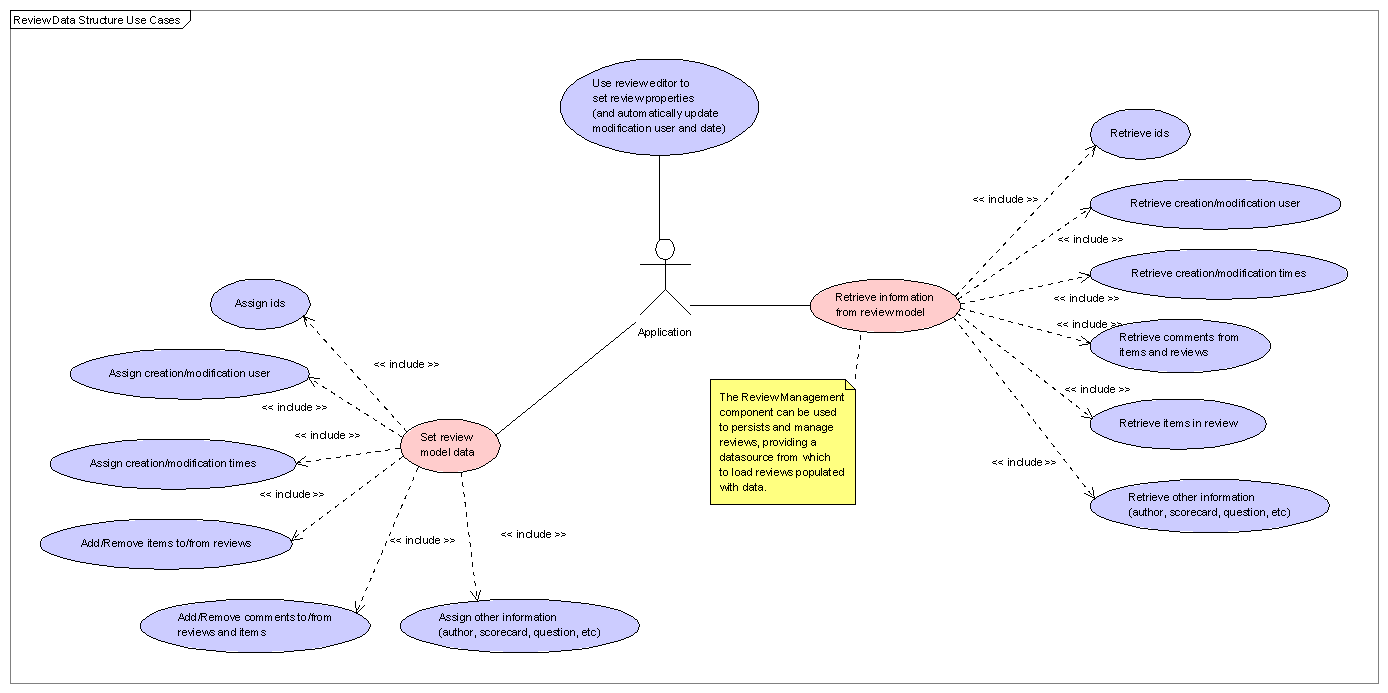 Review Data Structure Use Cases
Use review editor to
set review properties
(and automatically update
modification user and date)
Application
Retrieve information
from review model
The Review Management
component can be used
to persists and manage
reviews, providing a
datasource from which
to load reviews populated
with data.
Retrieve ids
<< include >>
Retrieve creation/modification user
<< include >>
Retrieve creation/modification times
<< include >>
<< include >>
Retrieve comments from
items and reviews
<< include >>
Retrieve items in review
<< include >>
Retrieve other information
(author, scorecard, question, etc)
Set review
model data
Assign ids
<< include >>
Assign creation/modification user
<< include >>
<< include >>
Assign creation/modification times
<< include >>
Add/Remove items to/from reviews
<< include >>
Add/Remove comments to/from
reviews and items
<< include >>
Assign other information
(author, scorecard, question, etc)